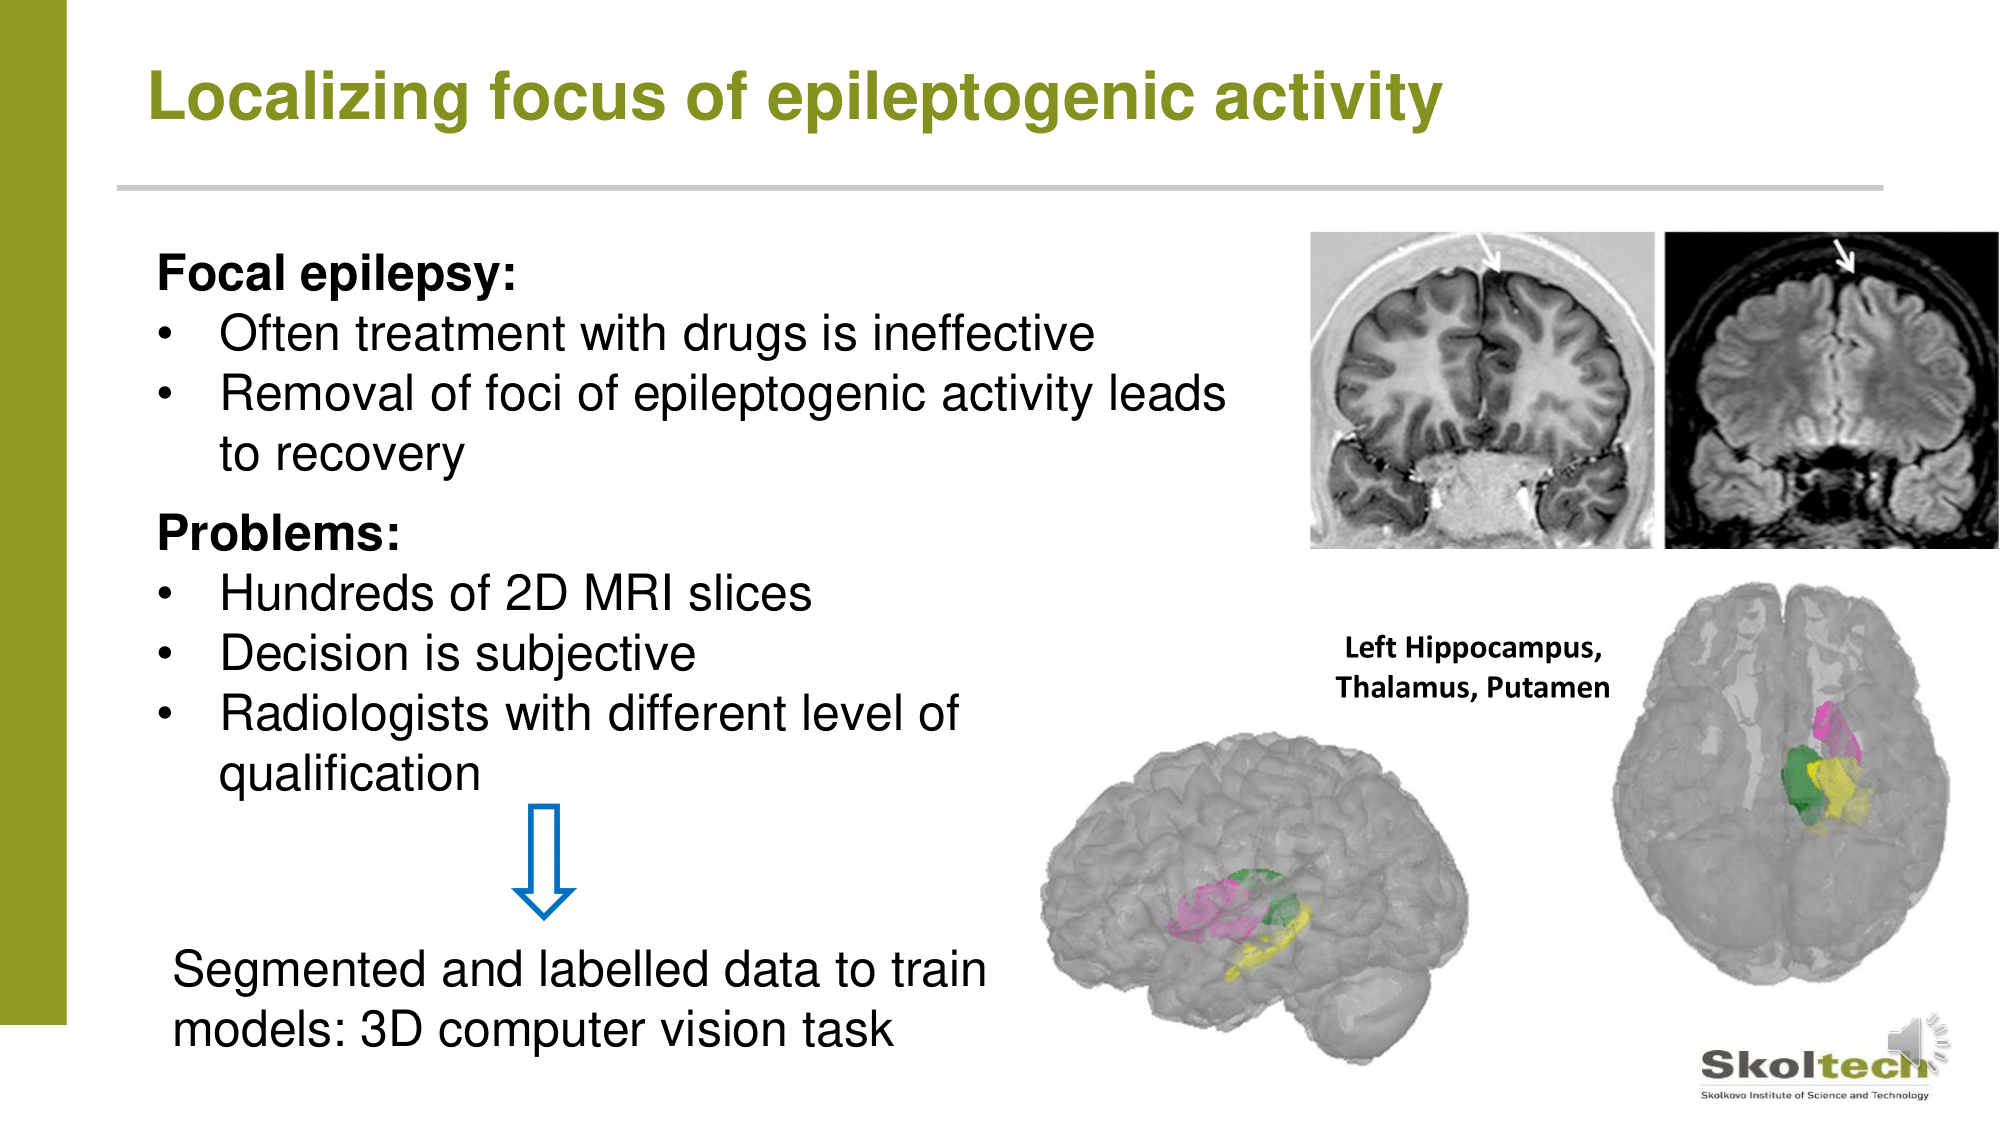 Localizing focus of epileptogenic activity
Focal epilepsy:
• Often treatment with drugs is ineffective
• Removal of foci of epileptogenic activity leads
to recovery
Problems:
• Hundreds of 2D MRI slices
• Decision is subjective
• Radiologists with different level of
qualification
Segmented and labelled data to train
models: 3D computer vision task
Left Hippocampus,
Thalamus, Putamen
Skoltech
Skolkovo Institute of Science and Technology